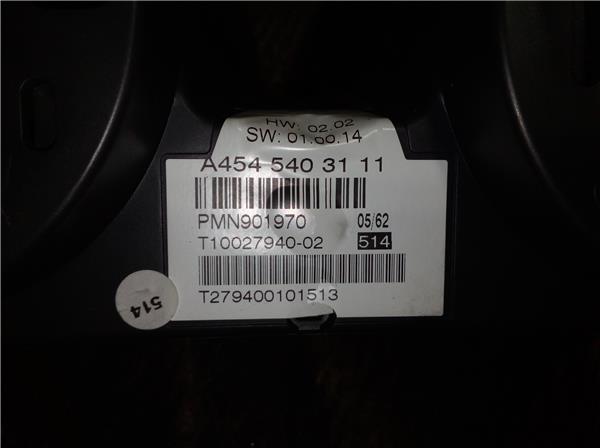 HW: 02.02
SW: 01.00.14
A454 540 31 11
PMN901970 05/62
T10027940-02 514
T279400101513
514